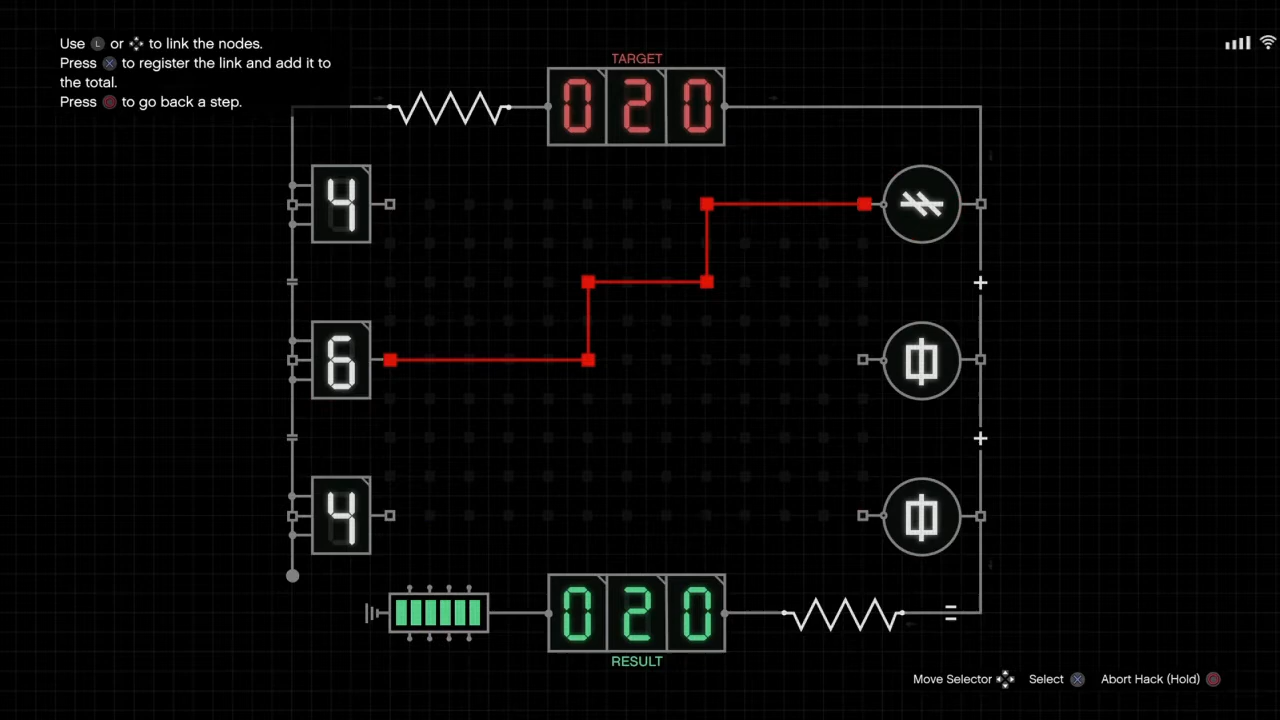 Use L or to link the nodes.
Press X to register the link and add it to
the total.
Press to go back a step.
TARGET
020
4
6
4
+
+
=
020
RESULT
Move Selector Select X Abort Hack (Hold)